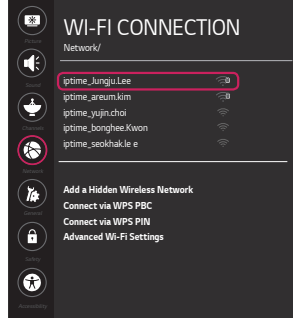 WI-FI CONNECTION
Network/
Picture
Sound
Channels
Network
General
Safety
Accessibility
iptime_Jungju.Lee
iptime_areum.kim
iptime_yujin.choi
iptime_bonghee.Kwon
iptime_seokhak.le e
Add a Hidden Wireless Network
Connect via WPS PBC
Connect via WPS PIN
Advanced Wi-Fi Settings